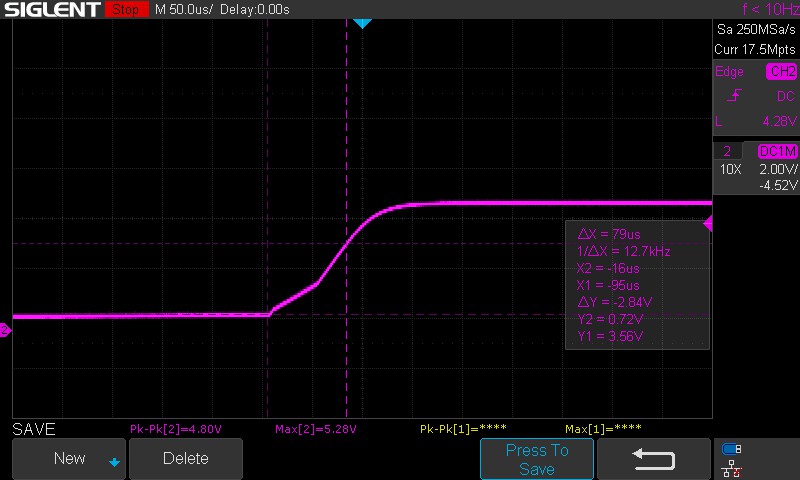 SIGLENT Stop M 50.0us/ Delay:0.00s f < 10Hz
Sa 250MSa/s
Curr 17.5Mpts
Edge CH2
DC
L 4.28V
2 DC1M
10X 2.00V/
-4.52V
ΔX = 79us
1/ΔX = 12.7kHz
X2 = -16us
X1 = -95us
ΔY = -2.84V
Y2 = 0.72V
Y1 = 3.56V
2
SAVE Pk-Pk[2]=4.80V Max[2]=5.28V Pk-Pk[1]=**** Max[1]=****
New Delete Press To
Save